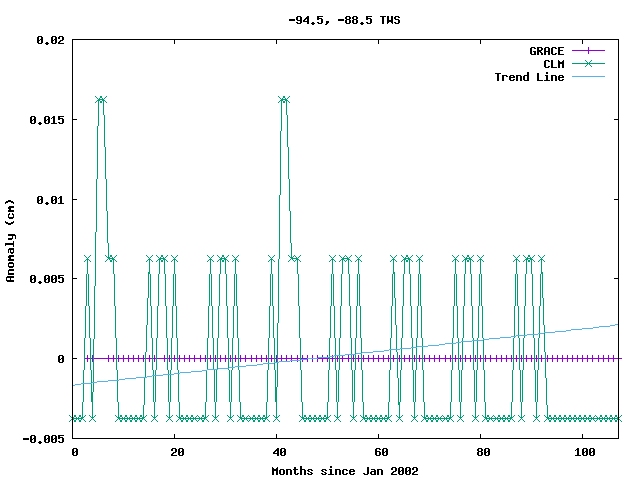 -94.5, -88.5 TWS
GRACE
CLM
Trend Line
0.02
0.015
0.01
0.005
0
-0.005
Anomaly (cm)
0 20 40 60 80 100
Months since Jan 2002